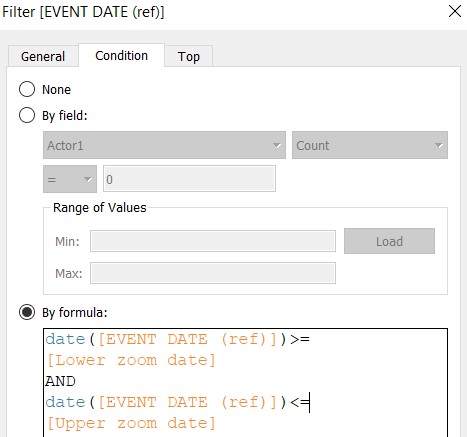 Filter [EVENT DATE (ref)]
General Condition Top
None
By field:
Actor1 Count
= 0
Range of Values
Min: Load
Max:
By formula:
date([EVENT DATE (ref)])>=
[Lower zoom date]
AND
date([EVENT DATE (ref)])<=
[Upper zoom date]